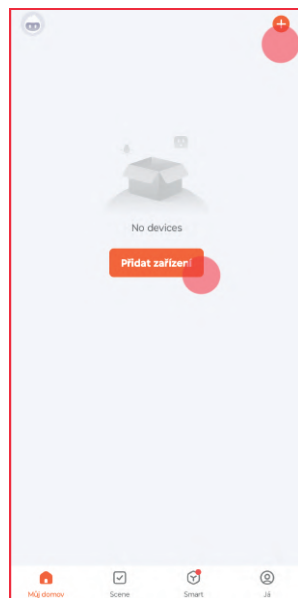 No devices
Přidat zařízení
Můj domov
Scene
Smart
Já